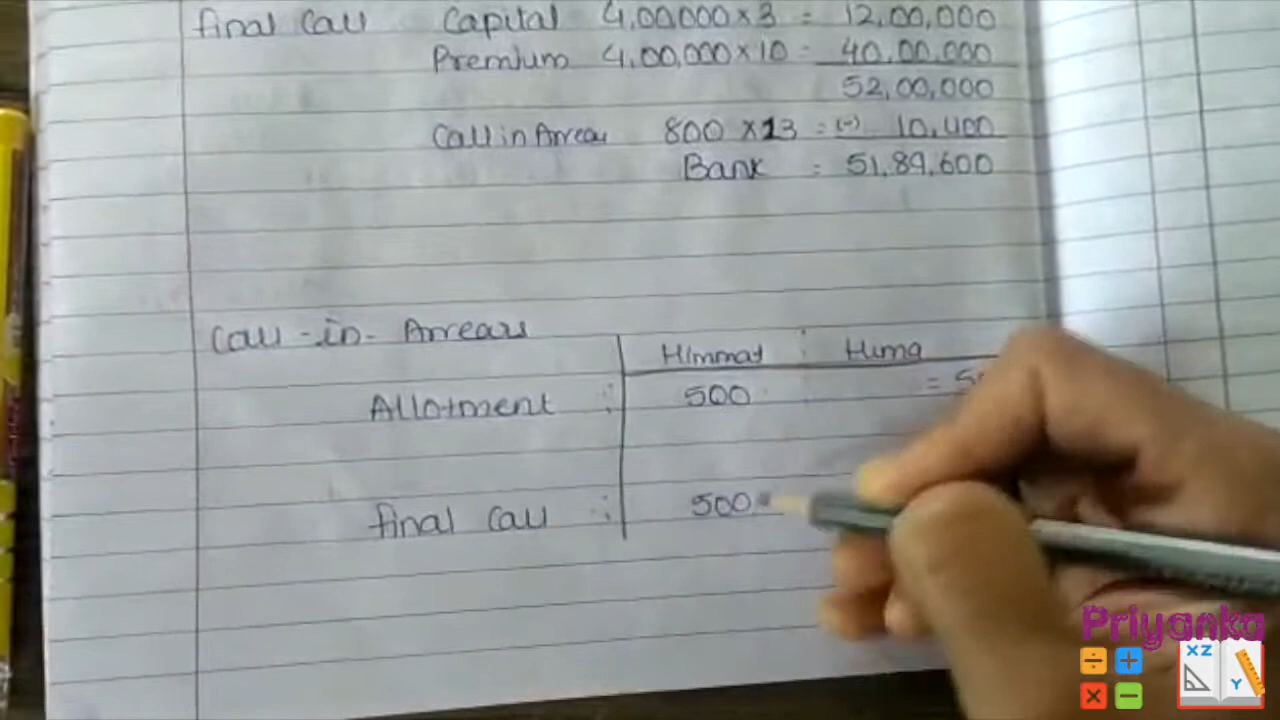 final Call Capital 4,00,000 x 3 = 12,00,000
Premium 4,00,000 x 10 = 40,00,000
52,00,000
Call in Arrear 800 x 13 = (-) 10,400
Bank = 51,89,600
Call-in-Arrears
Himmat : Hima
Allotment : 500 =
final Call : 500
Priyanka
XZ
Y
÷ +
× −